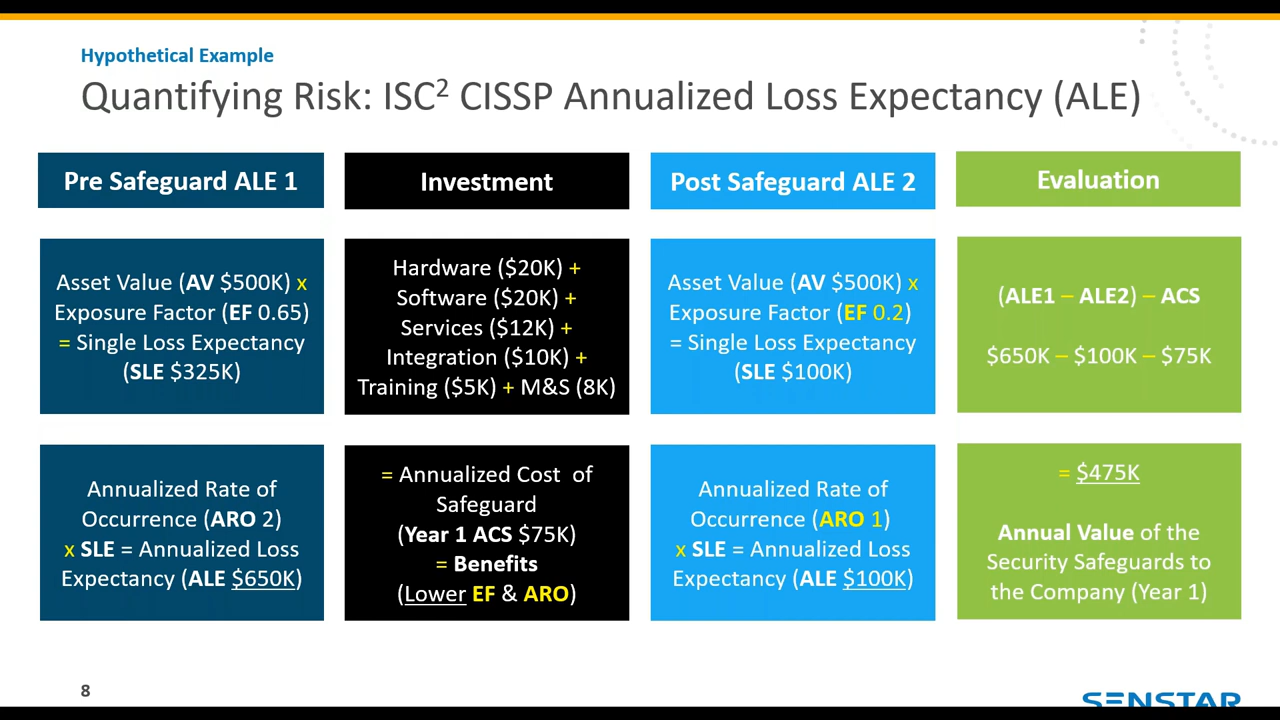 Hypothetical Example
Quantifying Risk: ISC² CISSP Annualized Loss Expectancy (ALE)
Pre Safeguard ALE 1
Asset Value (AV $500K) x
Exposure Factor (EF 0.65)
= Single Loss Expectancy
(SLE $325K)
Annualized Rate of
Occurrence (ARO 2)
x SLE = Annualized Loss
Expectancy (ALE $650K)
Investment
Hardware ($20K) +
Software ($20K) +
Services ($12K) +
Integration ($10K) +
Training ($5K) + M&S (8K)
= Annualized Cost of
Safeguard
(Year 1 ACS $75K)
= Benefits
(Lower EF & ARO)
Post Safeguard ALE 2
Asset Value (AV $500K) x
Exposure Factor (EF 0.2)
= Single Loss Expectancy
(SLE $100K)
Annualized Rate of
Occurrence (ARO 1)
x SLE = Annualized Loss
Expectancy (ALE $100K)
Evaluation
(ALE1 – ALE2) – ACS
$650K – $100K – $75K
= $475K
Annual Value of the
Security Safeguards to
the Company (Year 1)
8
SENSTAR